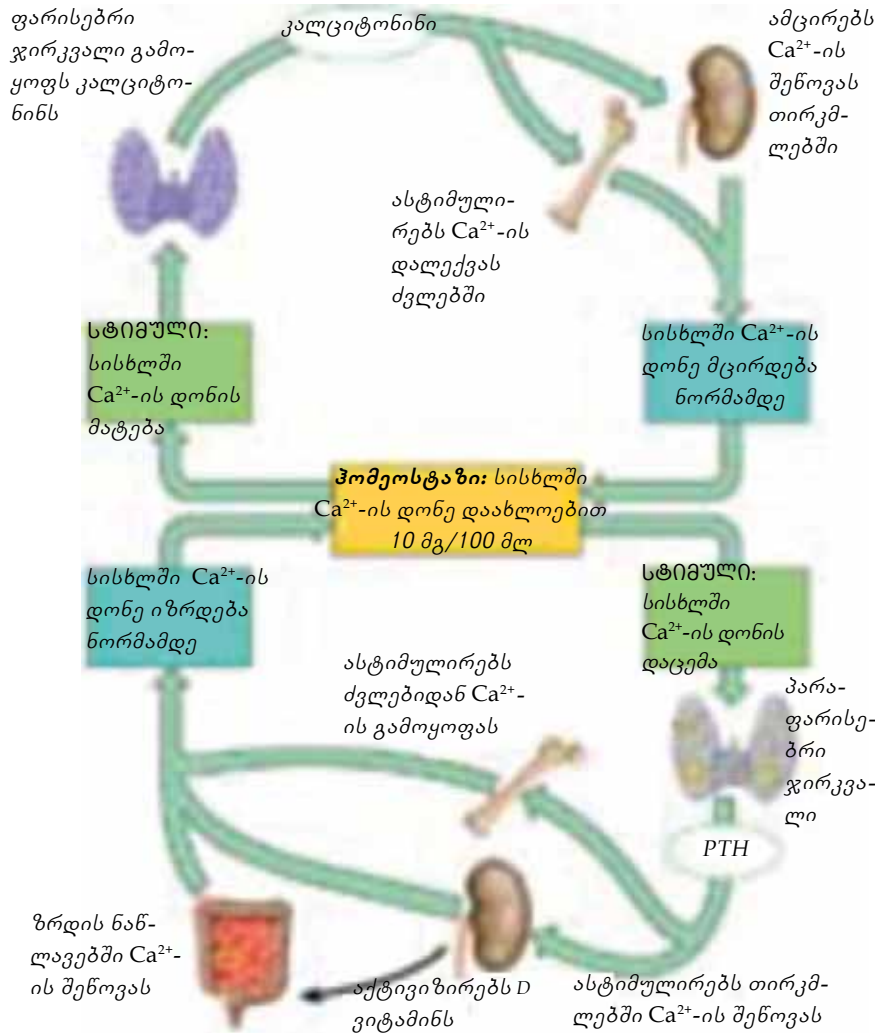 ფარისებრი
ჯირკვალი გამო-
ყოფს კალციტო-
ნინს
კალციტონინი
ამცირებს
Ca²⁺-ის
შეწოვას
თირკმ-
ლებში
ასტიმული-
რებს Ca²⁺-ის
დალექვას
ძვლებში
ᲡᲢᲘᲛᲣᲚᲘ:
სისხლში
Ca²⁺-ის დონის
მატება
სისხლში Ca²⁺-ის
დონე მცირდება
ნორმამდე
ჰომეოსტაზი: სისხლში
Ca²⁺-ის დონე დაახლოებით
10 მგ/100 მლ
სისხლში Ca²⁺-ის
დონე იზრდება
ნორმამდე
ᲡᲢᲘᲛᲣᲚᲘ:
სისხლში
Ca²⁺-ის დონის
დაცემა
ასტიმულირებს
ძვლებიდან Ca²⁺-
ის გამოყოფას
პარა-
ფარისე-
ბრი
ჯირკვა-
ლი
PTH
ზრდის ნაწ-
ლავებში Ca²⁺-
ის შეწოვას
აქტივიზირებს D
ვიტამინს
ასტიმულირებს თირკმ-
ლებში Ca²⁺-ის შეწოვას